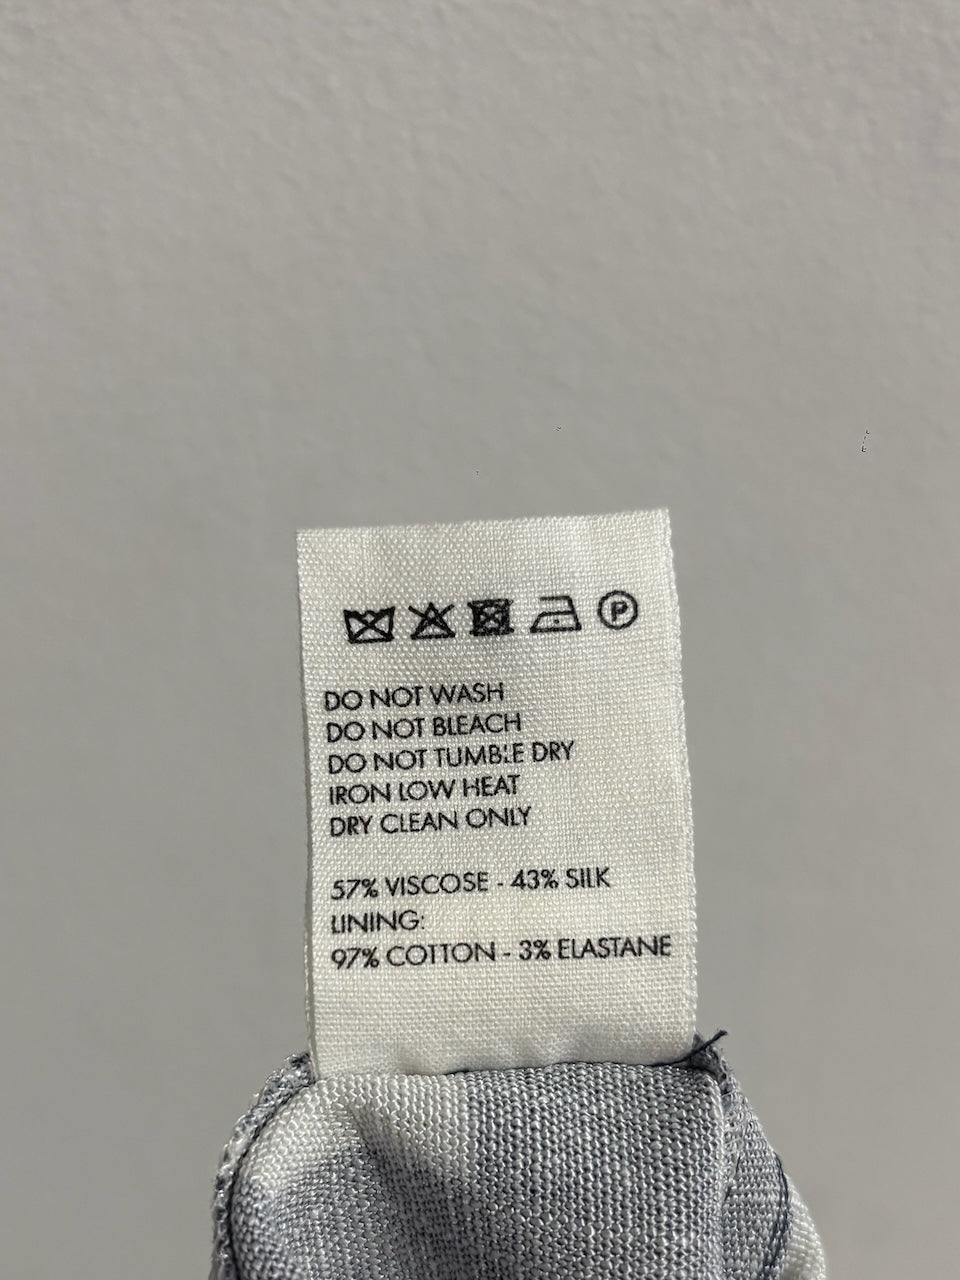 P
DO NOT WASH
DO NOT BLEACH
DO NOT TUMBLE DRY
IRON LOW HEAT
DRY CLEAN ONLY
57% VISCOSE - 43% SILK
LINING:
97% COTTON - 3% ELASTANE